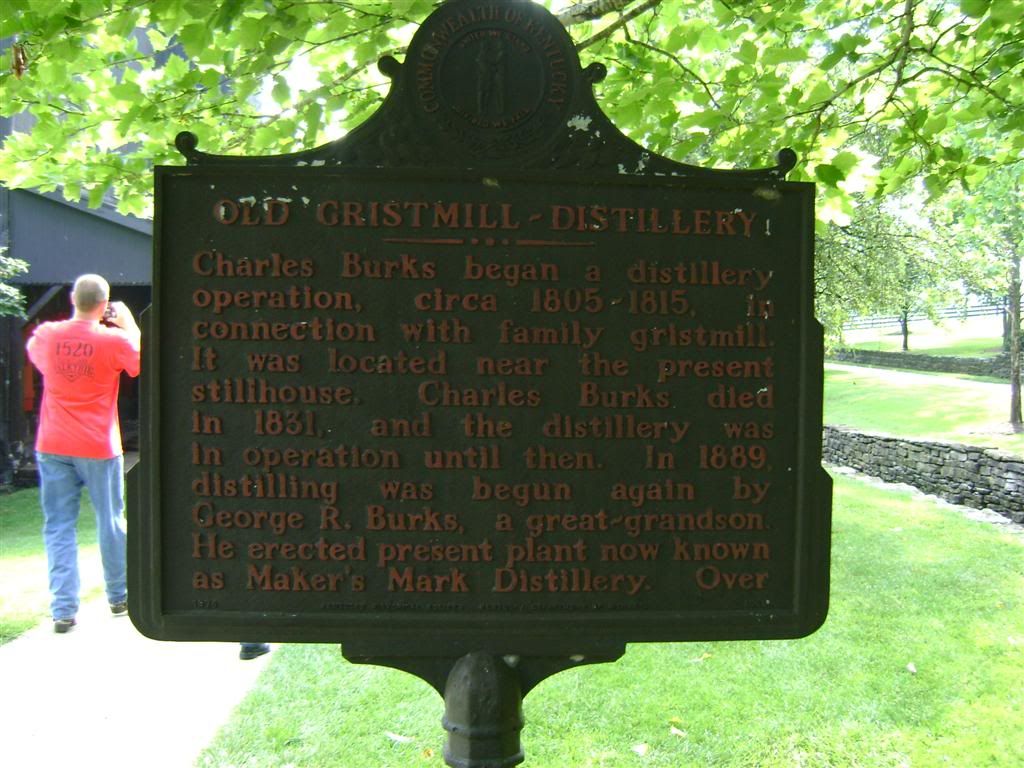 COMMONWEALTH OF KENTUCKY
OLD GRISTMILL-DISTILLERY
Charles Burks began a distillery
operation, circa 1805-1815, in
connection with family gristmill.
It was located near the present
stillhouse. Charles Burks died
in 1831, and the distillery was
in operation until then. In 1889,
distilling was begun again by
George R. Burks, a great-grandson.
He erected present plant now known
as Maker's Mark Distillery. Over
1520